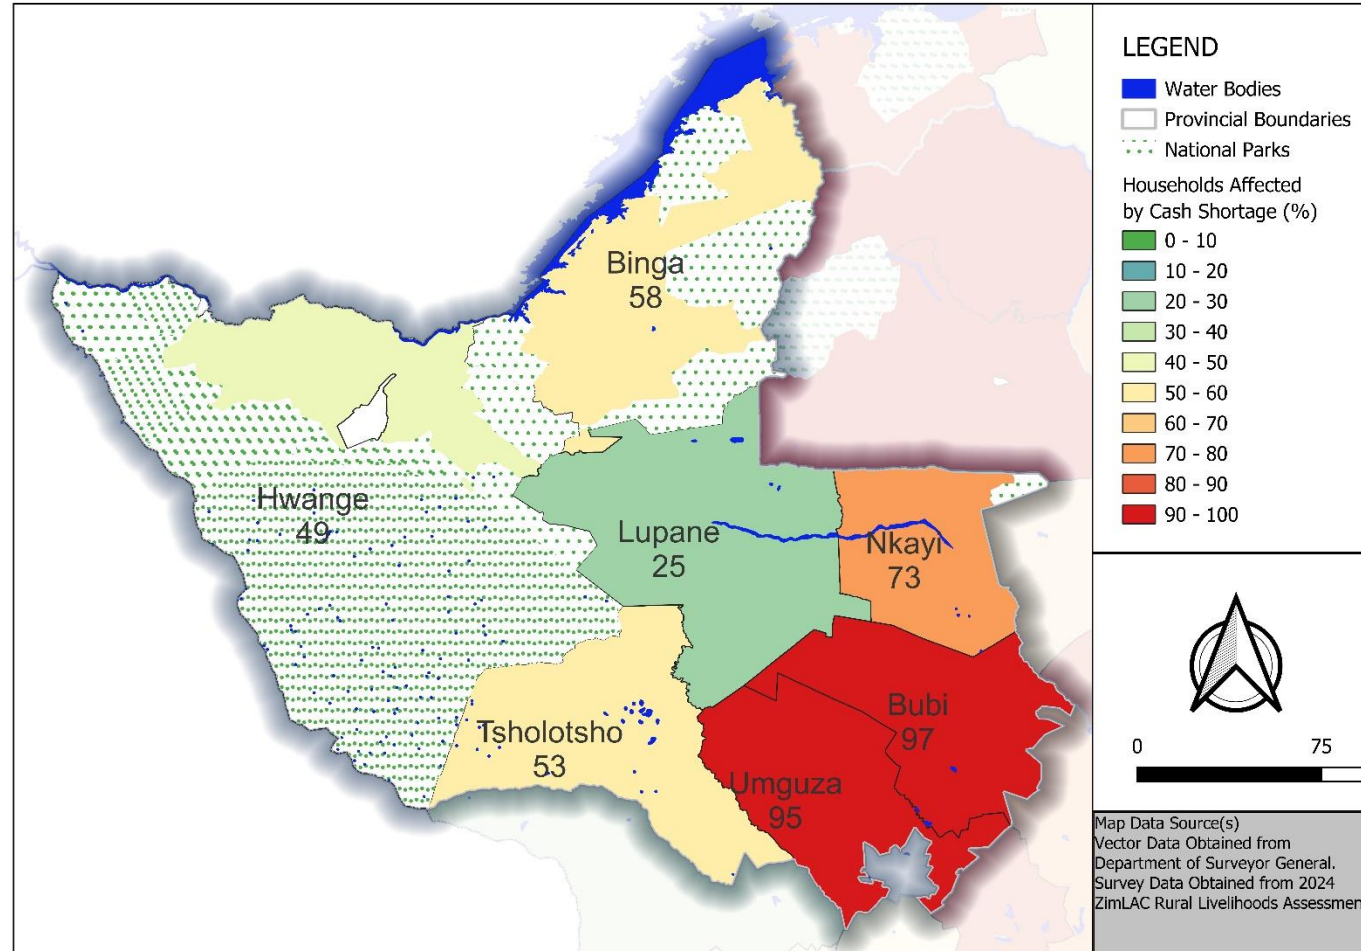 Binga
58
Hwange
49
Lupane
25
Nkayi
73
Tsholotsho
53
Bubi
97
Umguza
95
LEGEND
Water Bodies
Provincial Boundaries
National Parks
Households Affected
by Cash Shortage (%)
0 - 10
10 - 20
20 - 30
30 - 40
40 - 50
50 - 60
60 - 70
70 - 80
80 - 90
90 - 100
0 75
Map Data Source(s)
Vector Data Obtained from
Department of Surveyor General.
Survey Data Obtained from 2024
ZimLAC Rural Livelihoods Assessmen